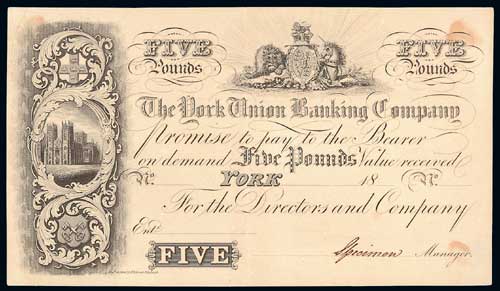 FIVE Pounds
FIVE Pounds
The York Union Banking Company
Promise to pay to the Bearer
on demand Five Pounds Value received
No. YORK 18 No.
For the Directors and Company
Ent.
FIVE
Specimen Manager.